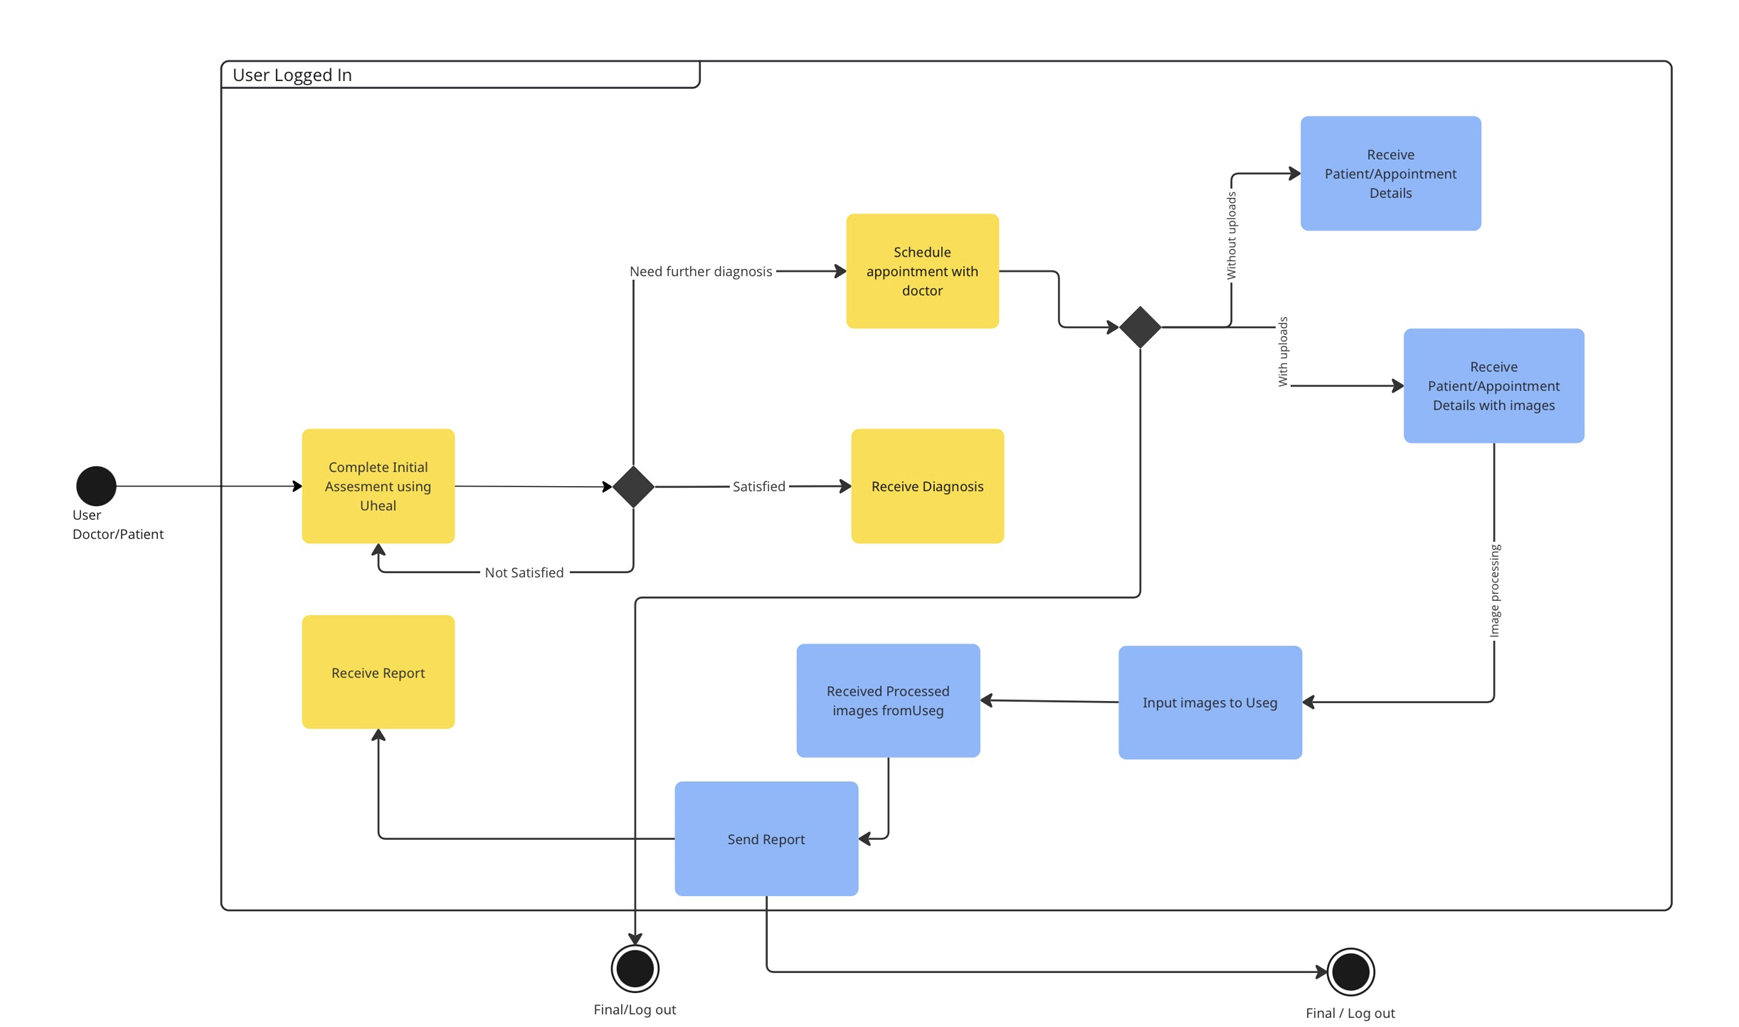 User Logged In
Receive
Patient/Appointment
Details
Without uploads
Schedule
appointment with
doctor
Need further diagnosis
With uploads
Receive
Patient/Appointment
Details with images
Complete Initial
Assesment using
Uheal
Satisfied
Receive Diagnosis
User
Doctor/Patient
Not Satisfied
Image processing
Receive Report
Received Processed
images fromUseg
Input images to Useg
Send Report
Final/Log out
Final / Log out